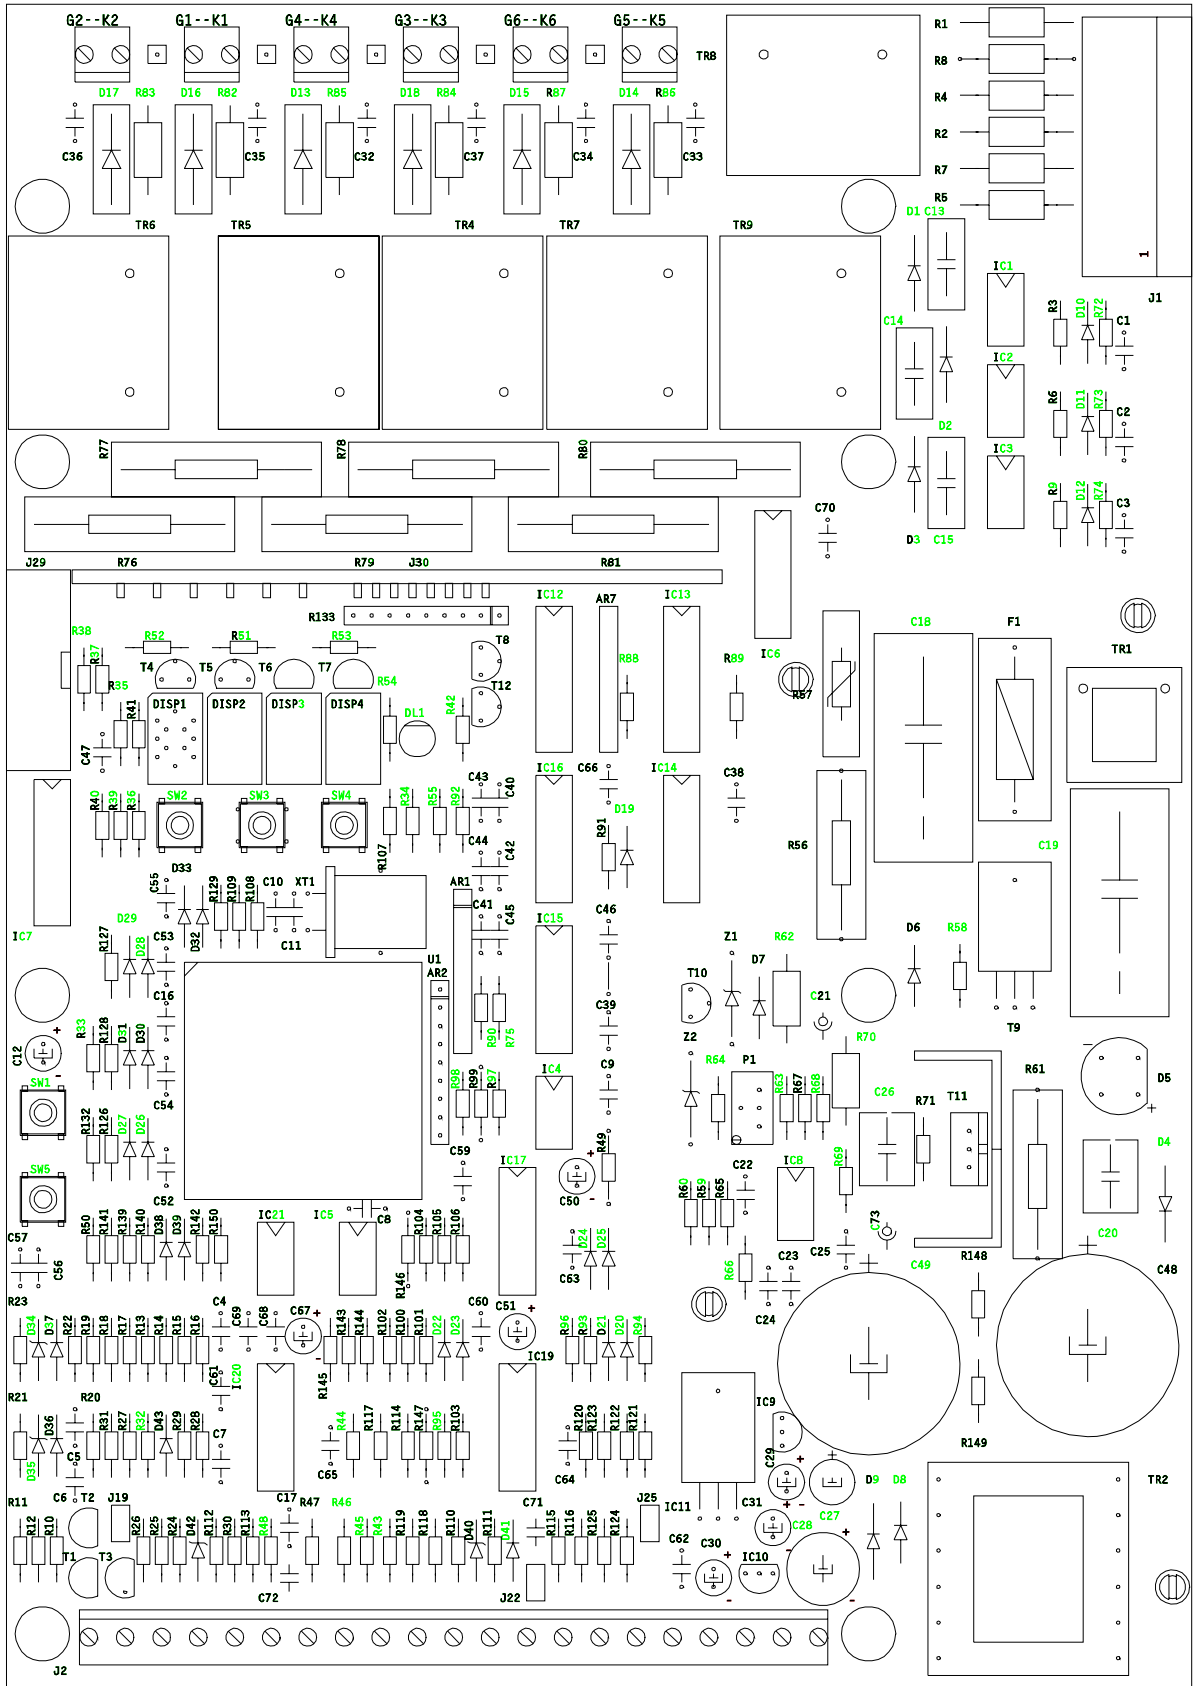 G2--K2 G1--K1 G4--K4 G3--K3 G6--K6 G5--K5
R1
TR8 R8
D17 R83 D16 R82 D13 R85 D18 R84 D15 R87 D14 R86
R4
R2
C36 C35 C32 C37 C34 C33
R7
R5
D1 C13
TR6 TR5 TR4 TR7 TR9
1
IC1
J1
R3 D10 R72 C1
C14
IC2
R6 D11 R73 C2
D2
R77 R78 R80
IC3
R9 D12 R74 C3
C70
D3 C15
J29 R76 R79 J30 R81
IC12 AR7 IC13
R133
C18 F1
R38 R52 R51 R53 T8
R37
IC6
TR1
T4 T5 T6 T7
R88 R89
R35 R54 T12
R57
DISP1 DISP2 DISP3 DISP4
R41 R42
DL1
C47
IC16 C66 IC14 C38
C43 C40
R40 R39 R36 SW2 SW3 SW4 R34 R55 R92
D19
R91
R56
C19
C44 C42
R107
D33
C55 R129 R109 R108 C10 XT1
AR1
C41 C45 C46
IC15
D29
IC7 R127 D28 C53 D32 C11
D6 R58
Z1 R62
U1
D7
AR2
T10
C16
C21
C39
T9
+
R33 R128 D31 D30 R90 R75
Z2 R70
C12
-
P1
R64
C9
R61
D5
-
+
SW1
C54 R98 R99 R97
IC4
R63 R67 R68
C26 R71 T11
R132 R126 D27 D26
R49
D4
SW5
C59 IC17
+
C22 IC8 R69
C52
C50
-
R60 R59 R65
IC21 IC5 C8
C73
R50 R141 R139 R140 D38 D39 R142 R150 R104 R105 R106
D24 D25
C20
C57
C56
C63
R66 C23 C25
R148
C49
C48
R146
C24
R23
C4 C69 C68 C67
+
C60 C51
+
D34 D37 R22 R19 R18 R17 R13 R14 R15 R16 R143 R144 R102 R100 R101 D22 D23 R96 R93 D21 D20 R94
-
IC19
C61 IC20
R145
R21 R20
IC9
D36 R31 R27 R32 D43 R29 R28 R44 R117 R114 R147 R95 R103 R120 R123 R122 R121
C7
R149
D35
C5 C65 C64
C29
+
+
D9 D8 TR2
-
-
R11 C6 T2 J19 C17 R47 R46 C71 J25 IC11 C31
C27
C28
R12 R10 R26 R25 R24 D42 R112 R30 R113 R48 R45 R43 R119 R118 R110 D40 R111 D41 R115 R116 R125 R124
+
C62 C30
-
T1 T3
IC10
+
C72 J22
-
-
J2